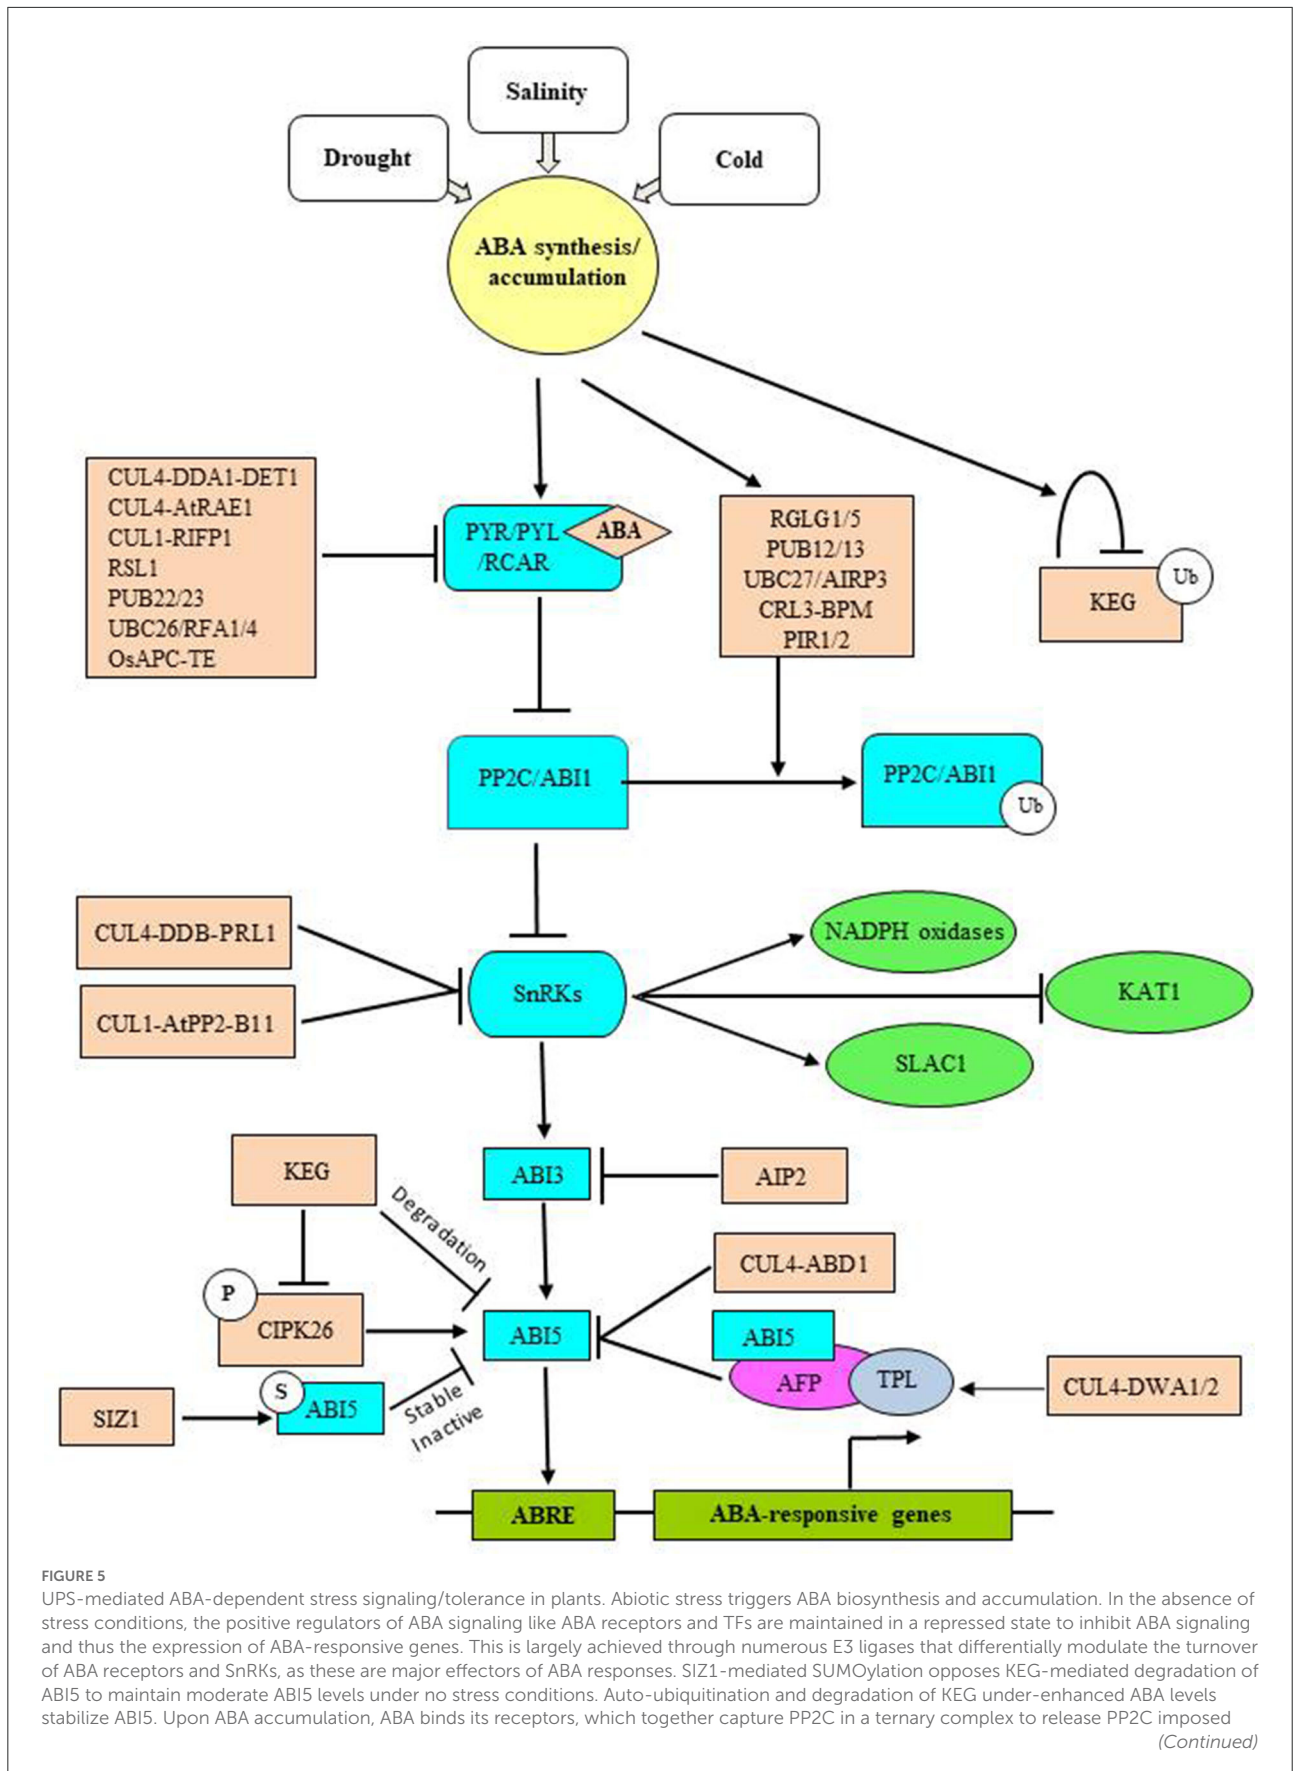 Salinity
Drought
Cold
ABA synthesis/
accumulation
CUL4-DDA1-DET1
CUL4-AtRAE1
CUL1-RIFP1
RSL1
PUB22/23
UBC26/RFA1/4
OsAPC-TE
PYR/PYL
/RCAR
ABA
RGLG1/5
PUB12/13
UBC27/AIRP3
CRL3-BPM
PIR1/2
Ub
KEG
PP2C/ABI1
PP2C/ABI1
Ub
CUL4-DDB-PRL1
CUL1-AtPP2-B11
SnRKs
NADPH oxidases
KAT1
SLAC1
KEG
Degradation
ABI3
AIP2
P
CIPK26
ABI5
CUL4-ABD1
ABI5
AFP
TPL
CUL4-DWA1/2
SIZ1
S
ABI5
Stable
Inactive
ABRE
ABA-responsive genes
FIGURE 5
UPS-mediated ABA-dependent stress signaling/tolerance in plants. Abiotic stress triggers ABA biosynthesis and accumulation. In the absence of
stress conditions, the positive regulators of ABA signaling like ABA receptors and TFs are maintained in a repressed state to inhibit ABA signaling
and thus the expression of ABA-responsive genes. This is largely achieved through numerous E3 ligases that differentially modulate the turnover
of ABA receptors and SnRKs, as these are major effectors of ABA responses. SIZ1-mediated SUMOylation opposes KEG-mediated degradation of
ABI5 to maintain moderate ABI5 levels under no stress conditions. Auto-ubiquitination and degradation of KEG under-enhanced ABA levels
stabilize ABI5. Upon ABA accumulation, ABA binds its receptors, which together capture PP2C in a ternary complex to release PP2C imposed
(Continued)